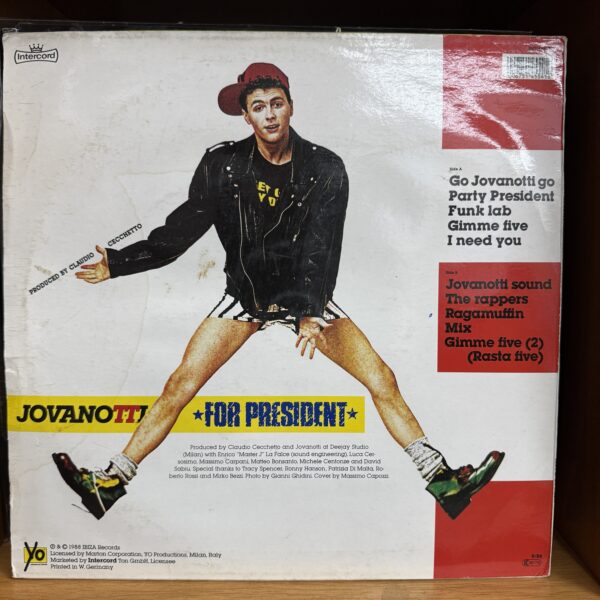 Intercord
Side A
Go Jovanotti go
Party President
Funk lab
Gimme five
I need you
PRODUCED BY CLAUDIO CECCHETTO
Side B
Jovanotti sound
The rappers
Ragamuffin
Mix
Gimme five (2)
(Rasta five)
JOVANOTTI
★FOR PRESIDENT★
Produced by Claudio Cecchetto and Jovanotti at Deejay Studio
(Milan) with Enrico "Master J" La Falce (sound engineering), Luca Cer-
sosimo, Massimo Carpani, Matteo Bonsanto, Michele Centonze and David
Sabiu. Special thanks to Tracy Spencer, Ronny Hanson, Patrizia Di Malta, Ro-
berto Rossi and Mirko Bezzi. Photo by Gianni Ghidini. Cover by Massimo Capozzi.
yo
℗ & © 1988 IBIZA Records
Licensed by Marton Corporation, YO Productions, Milan, Italy
Marketed by Intercord Ton GmbH, Licensee
Printed in W. Germany